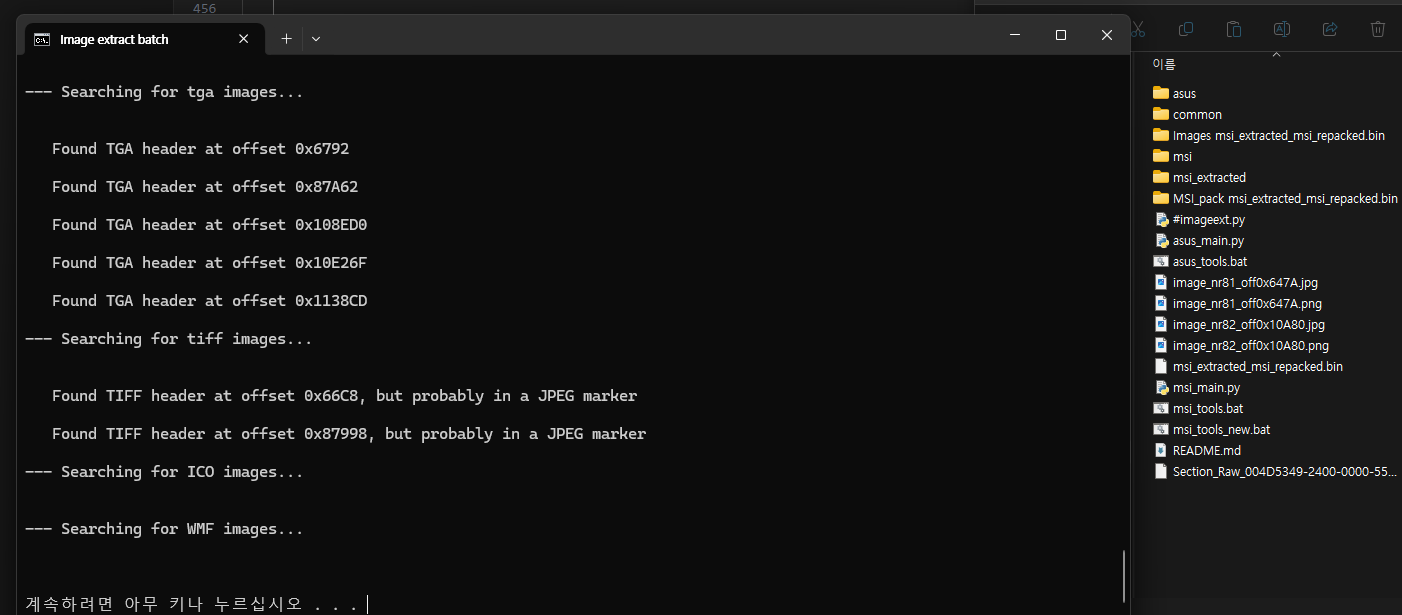 456
Image extract batch
--- Searching for tga images...
Found TGA header at offset 0x6792
Found TGA header at offset 0x87A62
Found TGA header at offset 0x108ED0
Found TGA header at offset 0x10E26F
Found TGA header at offset 0x1138CD
--- Searching for tiff images...
Found TIFF header at offset 0x66C8, but probably in a JPEG marker
Found TIFF header at offset 0x87998, but probably in a JPEG marker
--- Searching for ICO images...
--- Searching for WMF images...
계속하려면 아무 키나 누르십시오 . . .
이름
asus
common
Images msi_extracted_msi_repacked.bin
msi
msi_extracted
MSI_pack msi_extracted_msi_repacked.bin
#imageext.py
asus_main.py
asus_tools.bat
image_nr81_off0x647A.jpg
image_nr81_off0x647A.png
image_nr82_off0x10A80.jpg
image_nr82_off0x10A80.png
msi_extracted_msi_repacked.bin
msi_main.py
msi_tools.bat
msi_tools_new.bat
README.md
Section_Raw_004D5349-2400-0000-55...